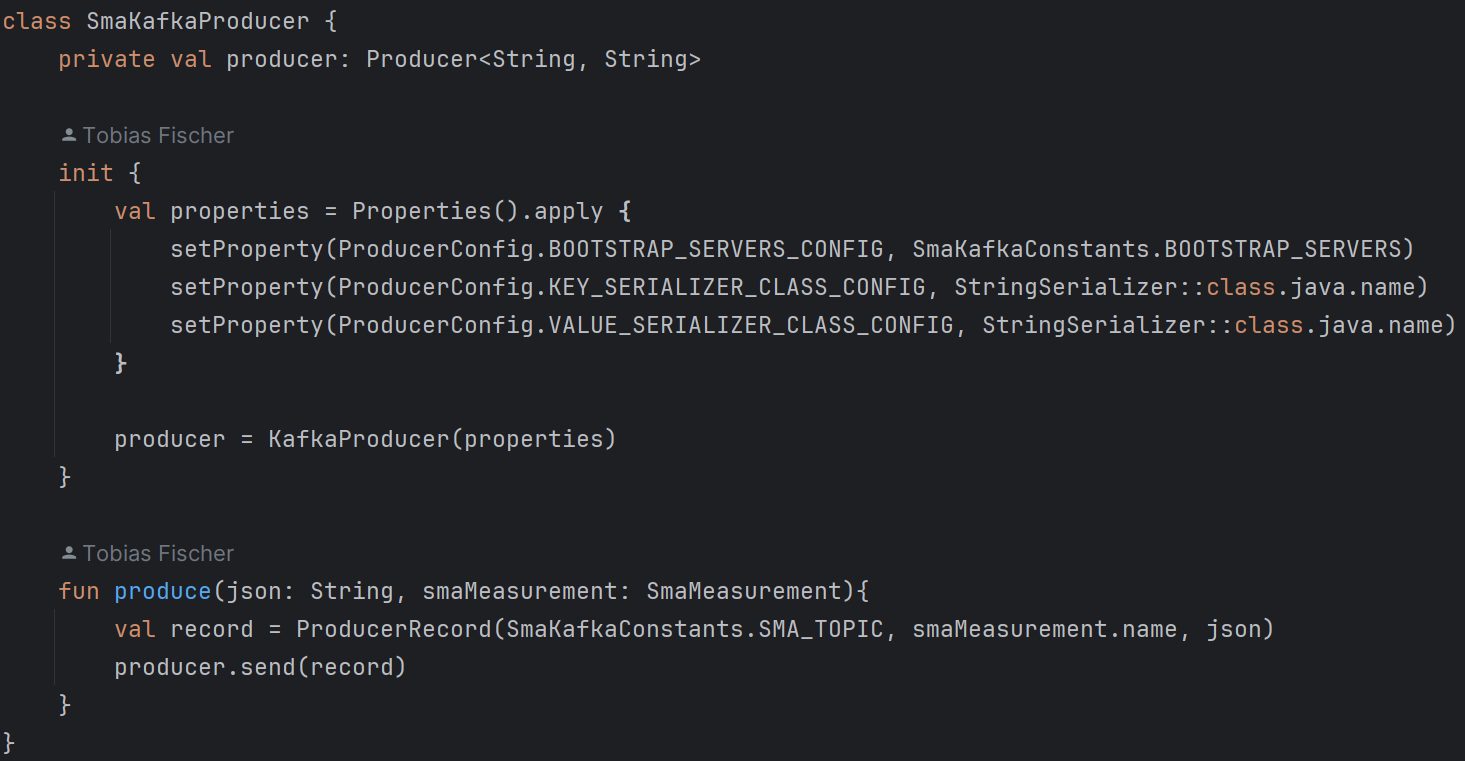 class SmaKafkaProducer {
    private val producer: Producer<String, String>

    Tobias Fischer
    init {
        val properties = Properties().apply {
            setProperty(ProducerConfig.BOOTSTRAP_SERVERS_CONFIG, SmaKafkaConstants.BOOTSTRAP_SERVERS)
            setProperty(ProducerConfig.KEY_SERIALIZER_CLASS_CONFIG, StringSerializer::class.java.name)
            setProperty(ProducerConfig.VALUE_SERIALIZER_CLASS_CONFIG, StringSerializer::class.java.name)
        }

        producer = KafkaProducer(properties)
    }

    Tobias Fischer
    fun produce(json: String, smaMeasurement: SmaMeasurement){
        val record = ProducerRecord(SmaKafkaConstants.SMA_TOPIC, smaMeasurement.name, json)
        producer.send(record)
    }
}